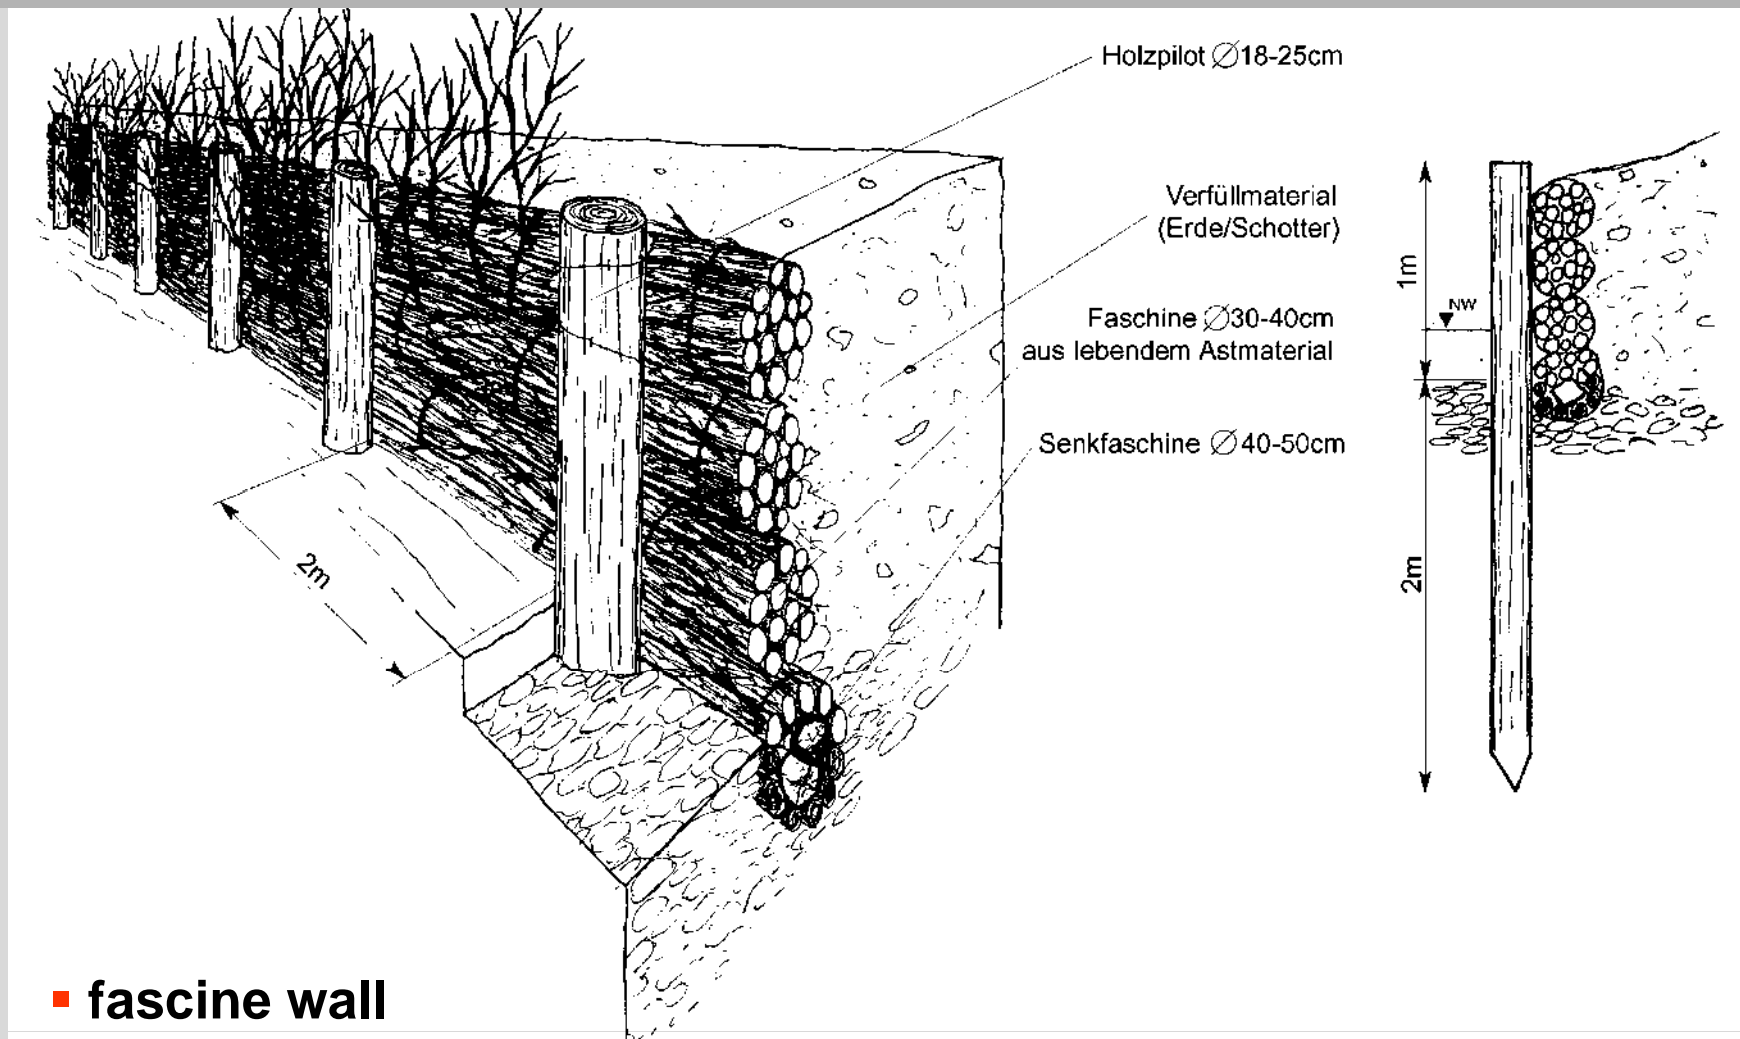 Holzpilot ∅18-25cm
Verfüllmaterial
(Erde/Schotter)
Faschine ∅30-40cm
aus lebendem Astmaterial
Senkfaschine ∅40-50cm
2m
1m
NW
2m
▪ fascine wall